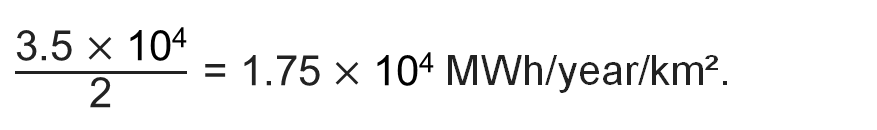 3.5 × 10⁴
2
= 1.75 × 10⁴ MWh/year/km².